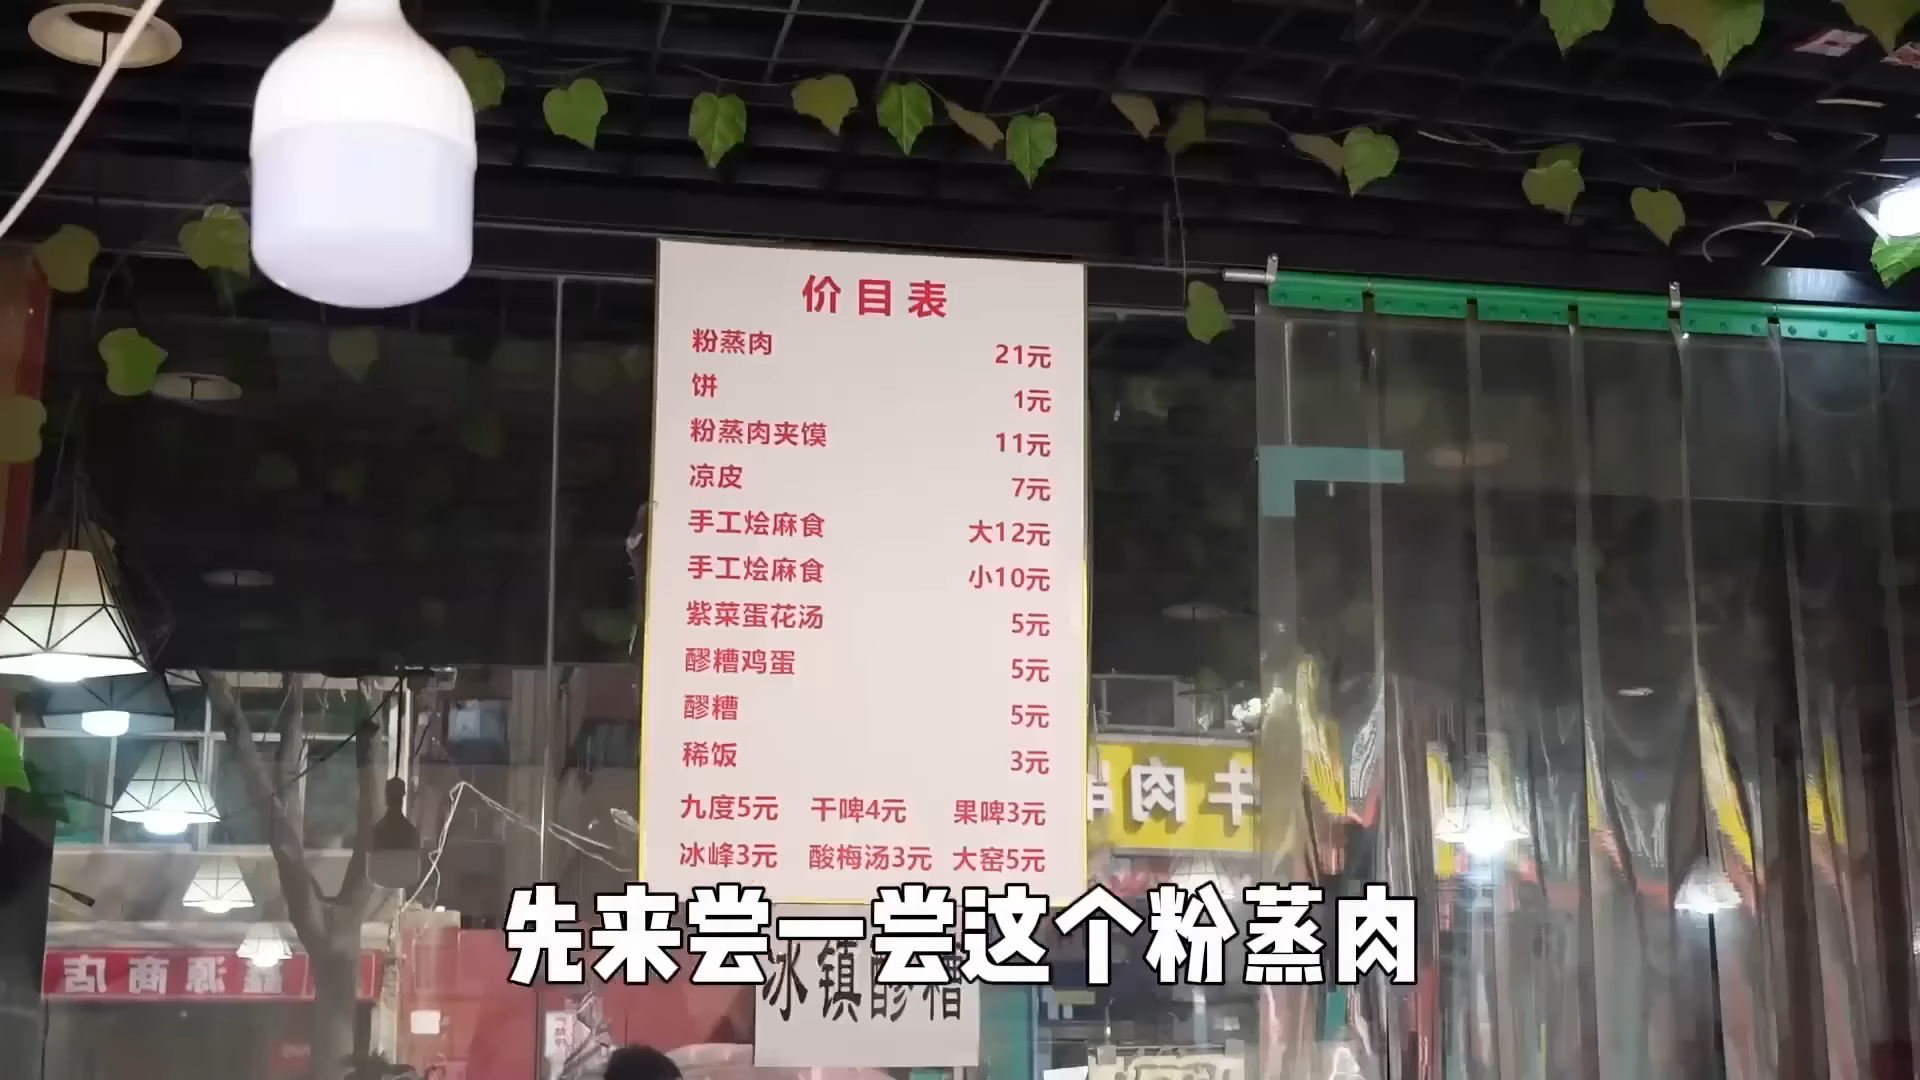 价目表
粉蒸肉 21元
饼 1元
粉蒸肉夹馍 11元
凉皮 7元
手工烩麻食 大12元
手工烩麻食 小10元
紫菜蛋花汤 5元
醪糟鸡蛋 5元
醪糟 5元
稀饭 3元
九度5元 干啤4元 果啤3元
冰峰3元 酸梅汤3元 大窑5元
牛肉
鑫源商店
先来尝一尝这个粉蒸肉
冰镇醪糟